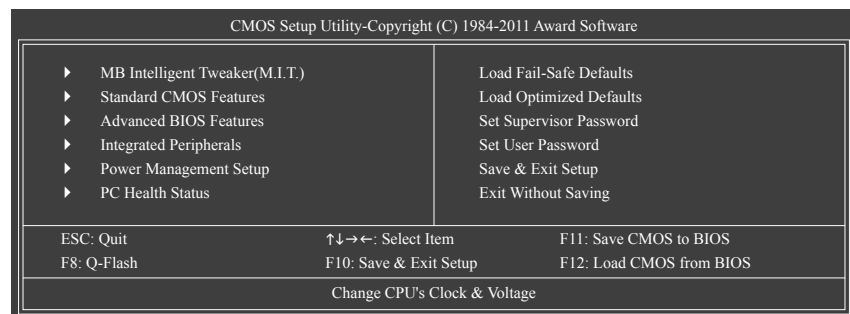 CMOS Setup Utility-Copyright (C) 1984-2011 Award Software
MB Intelligent Tweaker(M.I.T.)
Standard CMOS Features
Advanced BIOS Features
Integrated Peripherals
Power Management Setup
PC Health Status
Load Fail-Safe Defaults
Load Optimized Defaults
Set Supervisor Password
Set User Password
Save & Exit Setup
Exit Without Saving
ESC: Quit ↑↓→←: Select Item F11: Save CMOS to BIOS
F8: Q-Flash F10: Save & Exit Setup F12: Load CMOS from BIOS
Change CPU's Clock & Voltage